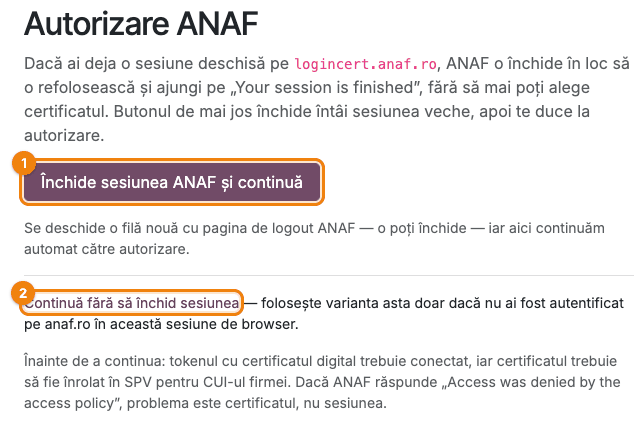 Autorizare ANAF
Dacă ai deja o sesiune deschisă pe logincert.anaf.ro, ANAF o închide în loc să
o refolosească și ajungi pe „Your session is finished”, fără să mai poți alege
certificatul. Butonul de mai jos închide întâi sesiunea veche, apoi te duce la
autorizare.
1
Închide sesiunea ANAF și continuă
Se deschide o filă nouă cu pagina de logout ANAF — o poți închide — iar aici continuăm
automat către autorizare.
2
Continuă fără să închid sesiunea — folosește varianta asta doar dacă nu ai fost autentificat
pe anaf.ro în această sesiune de browser.
Înainte de a continua: tokenul cu certificatul digital trebuie conectat, iar certificatul trebuie
să fie înrolat în SPV pentru CUI-ul firmei. Dacă ANAF răspunde „Access was denied by the
access policy”, problema este certificatul, nu sesiunea.